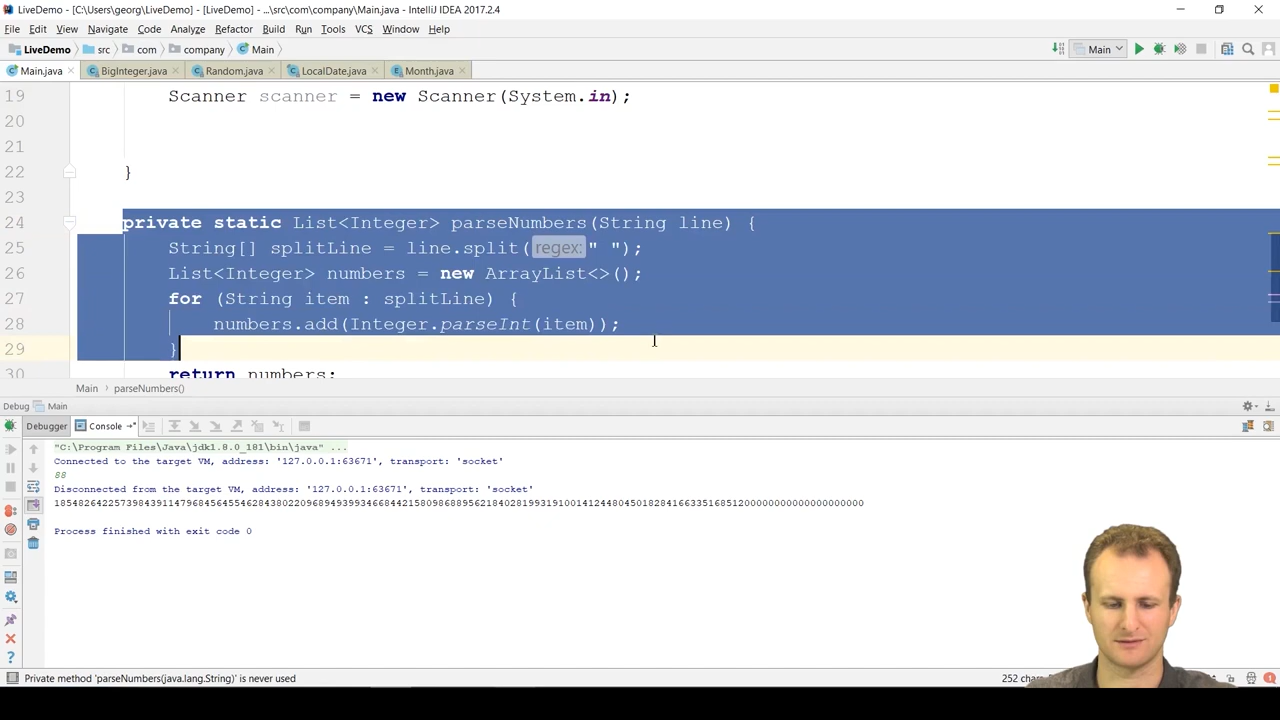 LiveDemo - [C:\Users\georg\LiveDemo] - [LiveDemo] - ...\src\com\company\Main.java - IntelliJ IDEA 2017.2.4
File Edit View Navigate Code Analyze Refactor Build Run Tools VCS Window Help
LiveDemo src com company Main Main
Main.java BigInteger.java Random.java LocalDate.java Month.java
19 Scanner scanner = new Scanner(System.in);
20
21
22 }
23
24 private static List<Integer> parseNumbers(String line) {
25 String[] splitLine = line.split(regex: " ");
26 List<Integer> numbers = new ArrayList<>();
27 for (String item : splitLine) {
28 numbers.add(Integer.parseInt(item));
29 }
30 return numbers;
Main parseNumbers()
Debug Main
Debugger Console
"C:\Program Files\Java\jdk1.8.0_181\bin\java" ...
Connected to the target VM, address: '127.0.0.1:63671', transport: 'socket'
88
Disconnected from the target VM, address: '127.0.0.1:63671', transport: 'socket'
Process finished with exit code 0
Private method 'parseNumbers(java.lang.String)' is never used
252